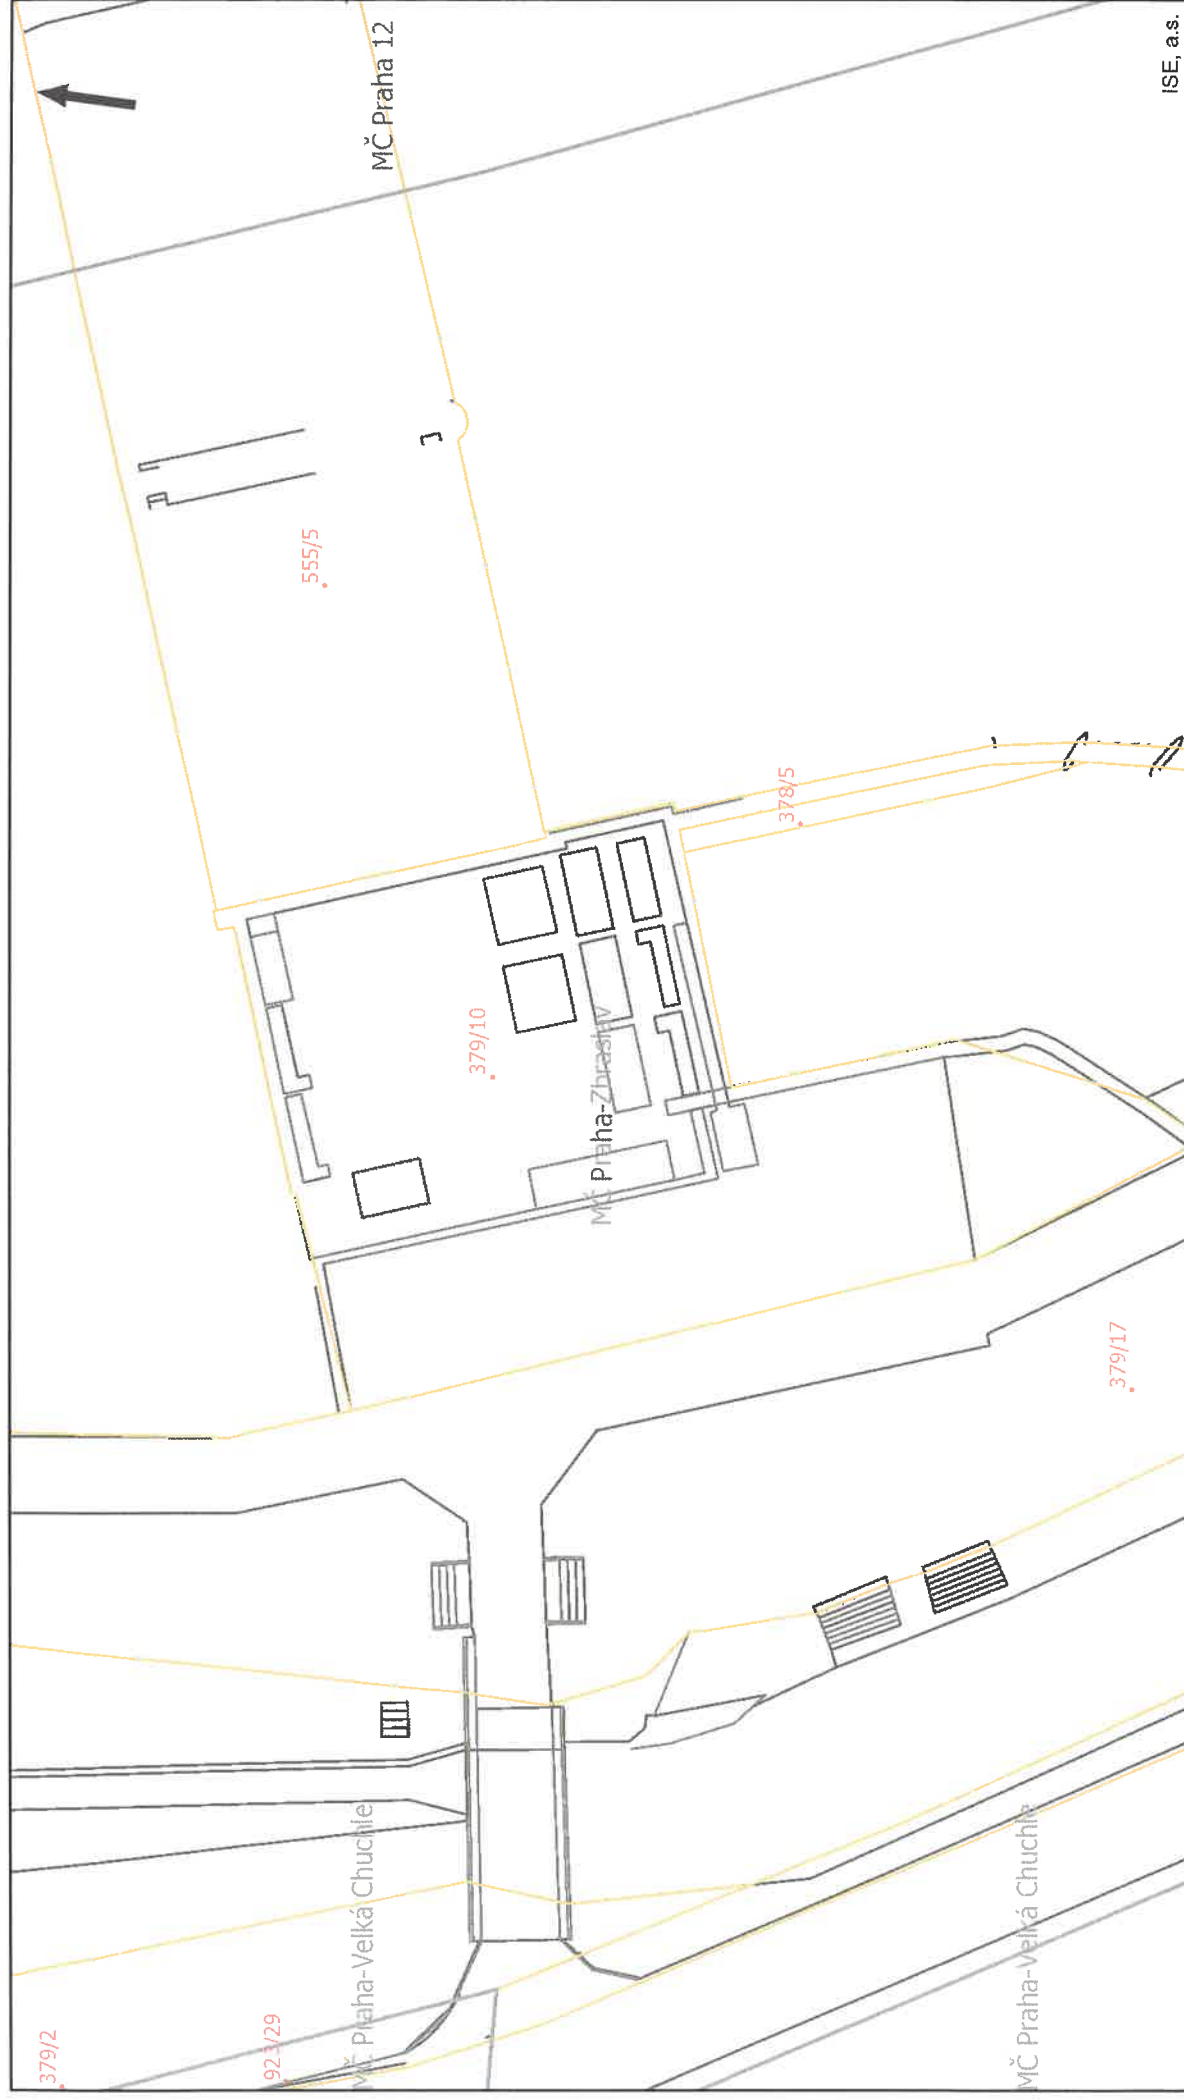 379/2
923/29
MČ Praha-Velká Chuchle
MČ Praha-Velká Chuchle
379/17
MČ Praha-Zbraslav
379/10
378/5
555/5
MČ Praha 12
ISE, a.s.